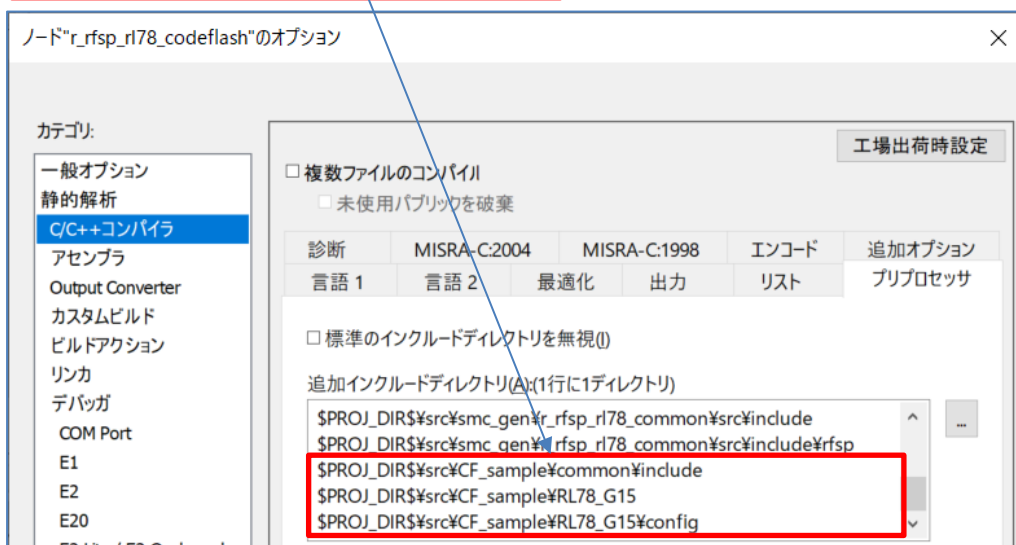 ノード"r_rfsp_rl78_codeflash"のオプション
カテゴリ:
一般オプション
静的解析
C/C++コンパイラ
アセンブラ
Output Converter
カスタムビルド
ビルドアクション
リンカ
デバッガ
COM Port
E1
E2
E20
工場出荷時設定
複数ファイルのコンパイル
未使用パブリックを破棄
診断 MISRA-C:2004 MISRA-C:1998 エンコード 追加オプション
言語 1 言語 2 最適化 出力 リスト プリプロセッサ
標準のインクルードディレクトリを無視(I)
追加インクルードディレクトリ(A):(1行に1ディレクトリ)
$PROJ_DIR$¥src¥smc_gen¥r_rfsp_rl78_common¥src¥include
$PROJ_DIR$¥src¥smc_gen¥r_rfsp_rl78_common¥src¥include¥rfsp
$PROJ_DIR$¥src¥CF_sample¥common¥include
$PROJ_DIR$¥src¥CF_sample¥RL78_G15
$PROJ_DIR$¥src¥CF_sample¥RL78_G15¥config
...